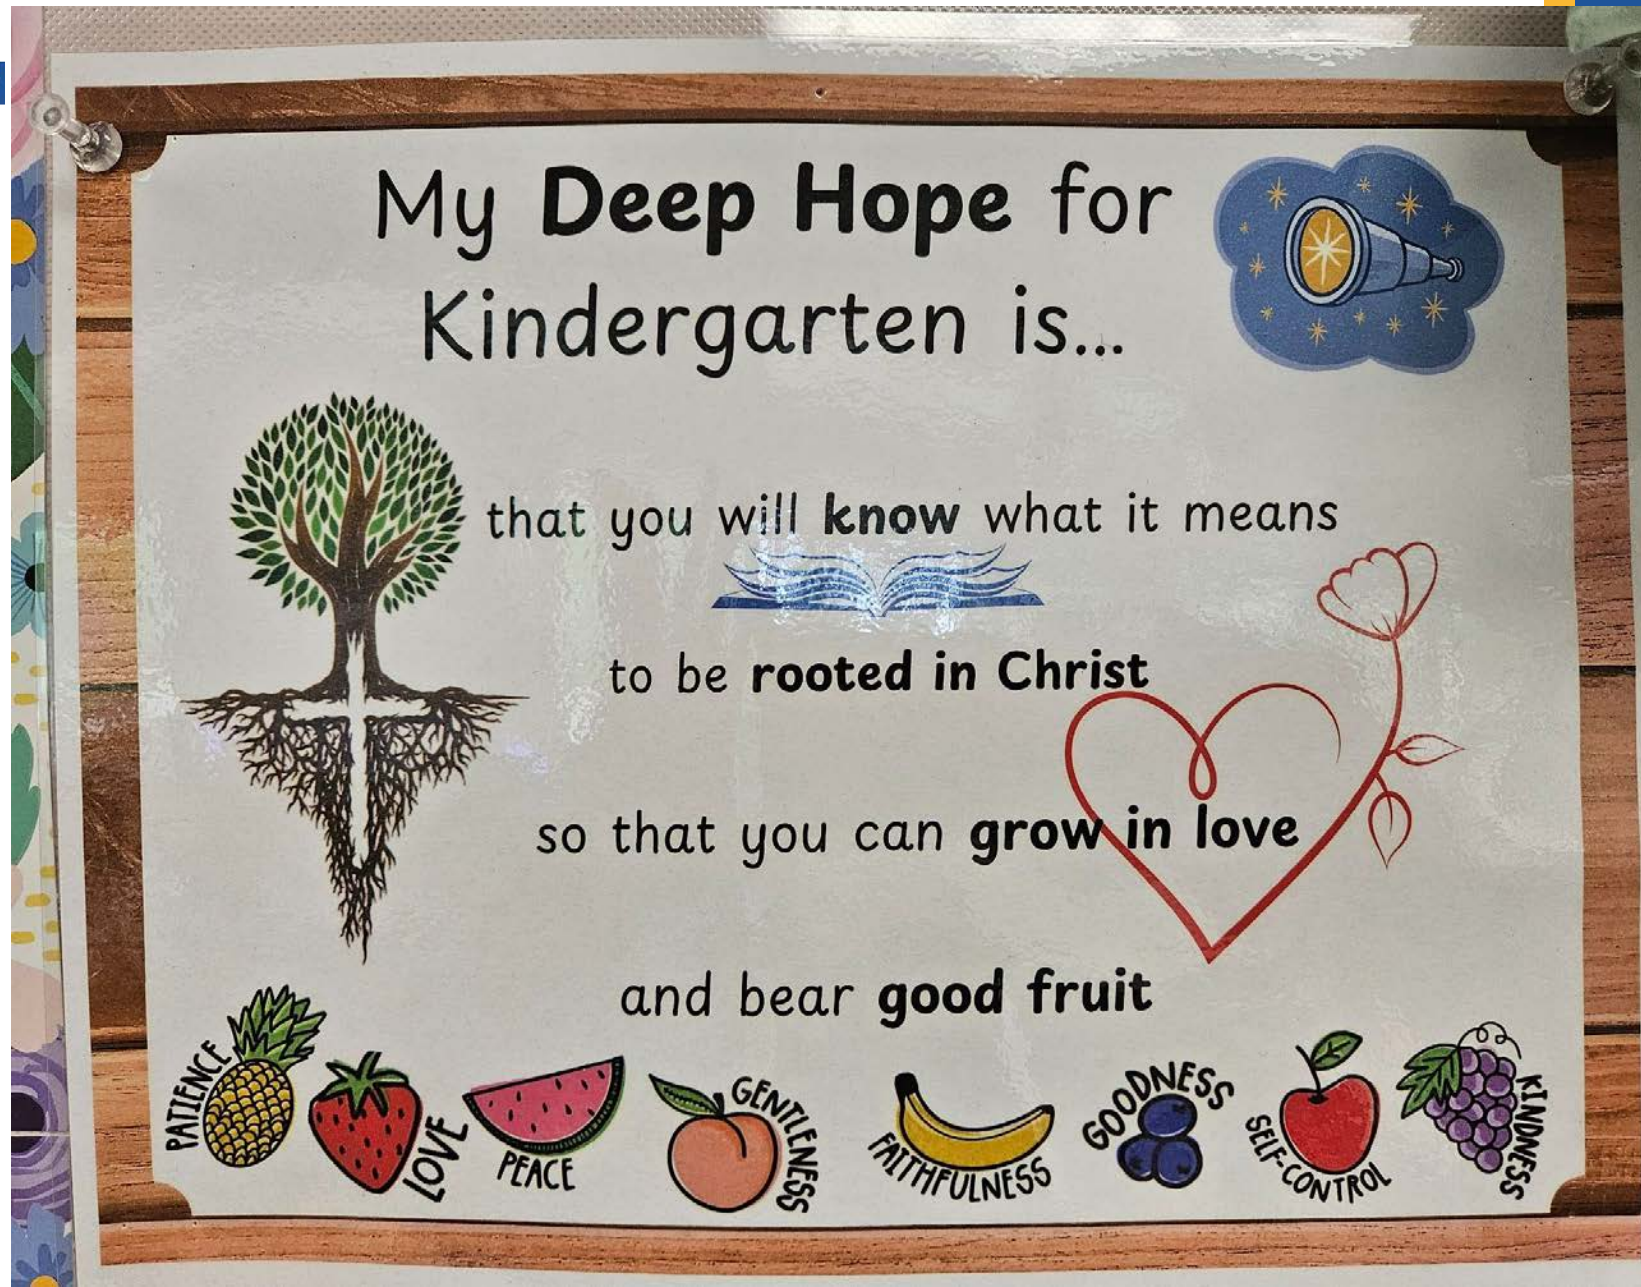 My Deep Hope for
Kindergarten is...
that you will know what it means
to be rooted in Christ
so that you can grow in love
and bear good fruit
PATIENCE
LOVE
PEACE
GENTLENESS
FAITHFULNESS
GOODNESS
SELF-CONTROL
KINDNESS